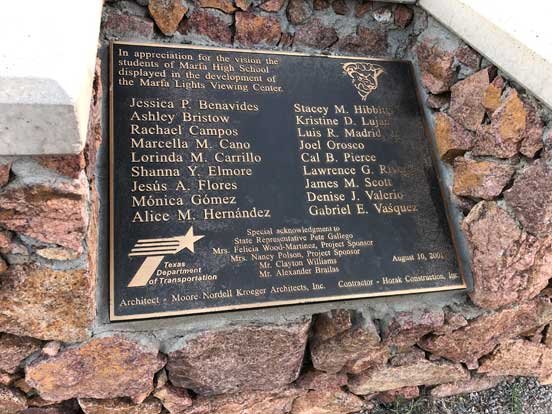 In appreciation for the vision the
students of Marfa High School
displayed in the development of
the Marfa Lights Viewing Center.
Jessica P. Benavides
Ashley Bristow
Rachael Campos
Marcella M. Cano
Lorinda M. Carrillo
Shanna Y. Elmore
Jesús A. Flores
Mónica Gómez
Alice M. Hernández
Stacey M.
Kristine D. Lujan
Luis R. Madrid, Jr.
Joel Orosco
Cal B. Pierce
Lawrence G.
James M. Scott
Denise J. Valerio
Gabriel E. Vasquez
Special acknowledgment to
State Representative Pete Gallego
Mrs. Felicia Wood-Martinez, Project Sponsor
Mrs. Nancy Polson, Project Sponsor
Mr. Clayton Williams
Mr. Alexander Brailas
Texas
Department
of Transportation
August 10, 2001
Architect - Moore Nordell Kroeger Architects, Inc. Contractor - Horak Construction, Inc.